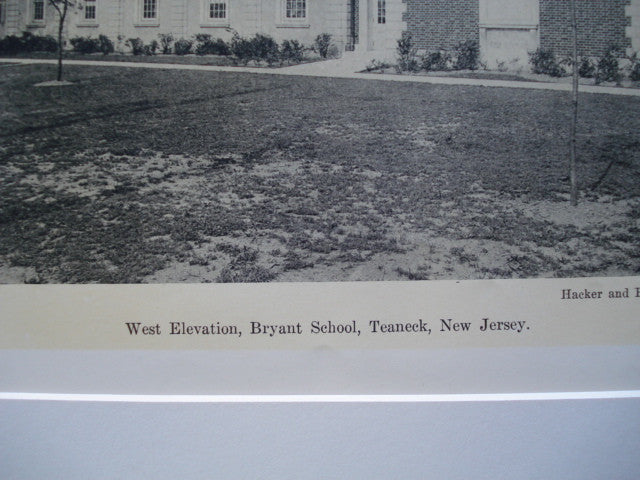 Hacker and
West Elevation, Bryant School, Teaneck, New Jersey.